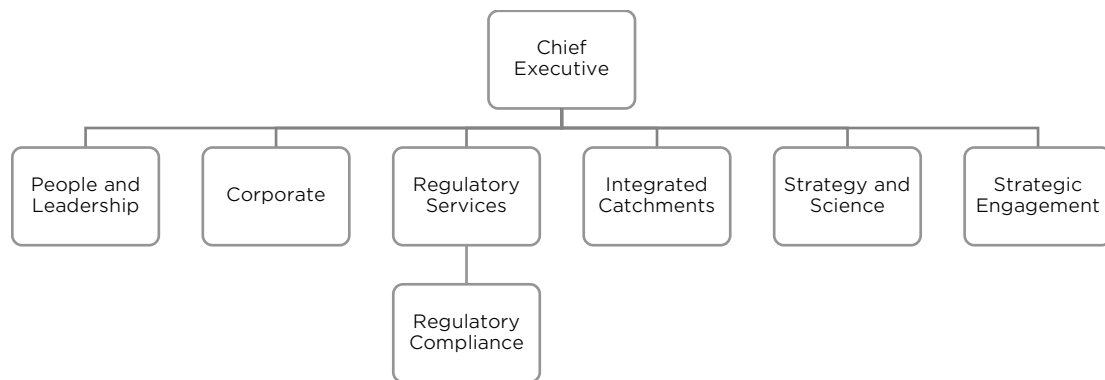 Chief
Executive
People and
Leadership
Corporate
Regulatory
Services
Integrated
Catchments
Strategy and
Science
Strategic
Engagement
Regulatory
Compliance